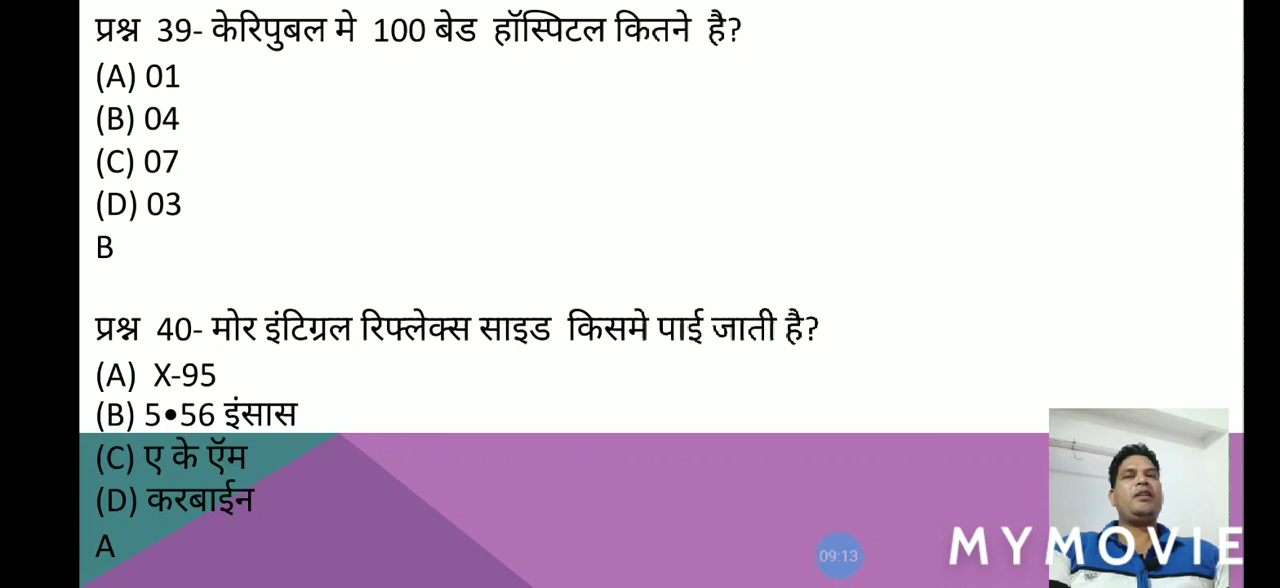 प्रश्न 39- केरिपुबल मे 100 बेड हॉस्पिटल कितने है?
(A) 01
(B) 04
(C) 07
(D) 03
B
प्रश्न 40- मोर इंटिग्रल रिफ्लेक्स साइड किसमे पाई जाती है?
(A) X-95
(B) 5•56 इंसास
(C) ए के ऍम
(D) करबाईन
A
09:13
MYMOVIE